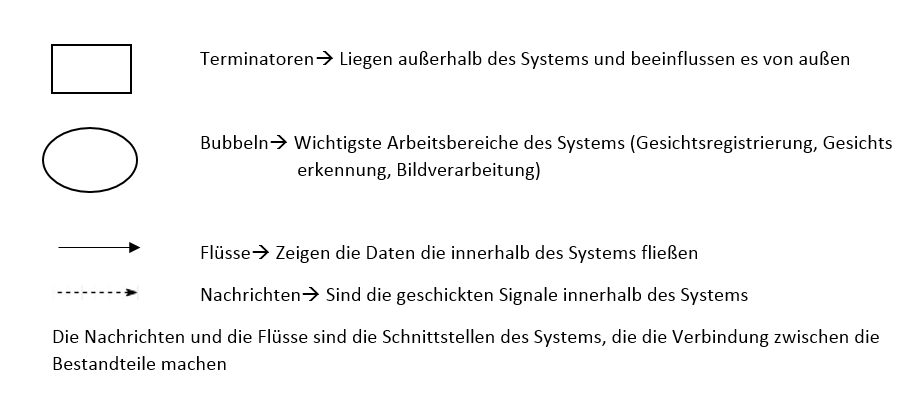 Terminatoren→ Liegen außerhalb des Systems und beeinflussen es von außen
Bubbeln→ Wichtigste Arbeitsbereiche des Systems (Gesichtsregistrierung, Gesichts
erkennung, Bildverarbeitung)
Flüsse→ Zeigen die Daten die innerhalb des Systems fließen
Nachrichten→ Sind die geschickten Signale innerhalb des Systems
Die Nachrichten und die Flüsse sind die Schnittstellen des Systems, die die Verbindung zwischen die
Bestandteile machen